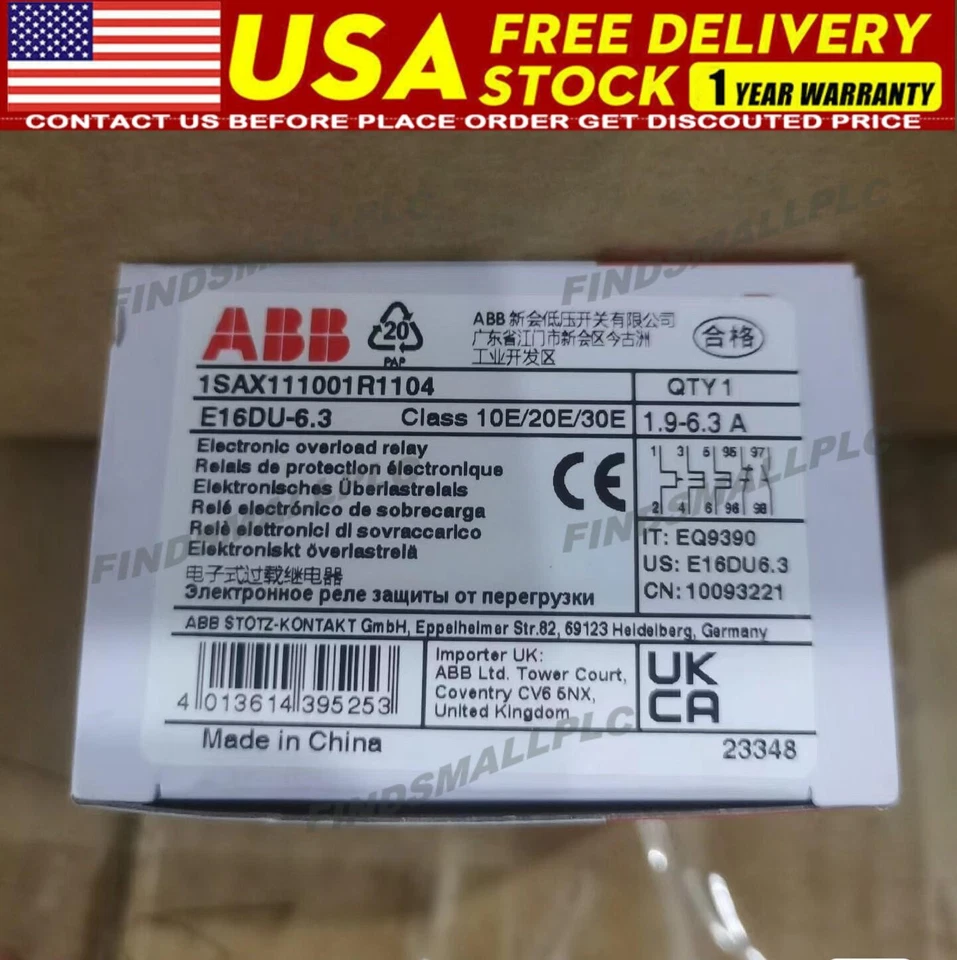 USA FREE DELIVERY
STOCK 1 YEAR WARRANTY
CONTACT US BEFORE PLACE ORDER GET DISCOUTED PRICE
FINDSMALLPLC
FINDSMALLPLC
ABB
20
PAP
ABB 新会低压开关有限公司
广东省江门市新会区今古洲
工业开发区
合格
1SAX111001R1104
QTY 1
E16DU-6.3 Class 10E/20E/30E
1.9-6.3 A
Electronic overload relay
Relais de protection électronique
Elektronisches Überlastrelais
Relé electrónico de sobrecarga
Relè elettronici di sovraccarico
Elektroniskt överlastrelä
电子式过载继电器
Электронное реле защиты от перегрузки
CE
1 3 5 95 97
2 4 6 96 98
IT: EQ9390
US: E16DU6.3
CN: 10093221
FINDSMALLPLC
FINDSMALLPLC
ABB STOTZ-KONTAKT GmbH, Eppelheimer Str.82, 69123 Heidelberg, Germany
4 013614 395253
Importer UK:
ABB Ltd. Tower Court,
Coventry CV6 5NX,
United Kingdom
UK
CA
Made in China
23348
FINDSMALLPLC